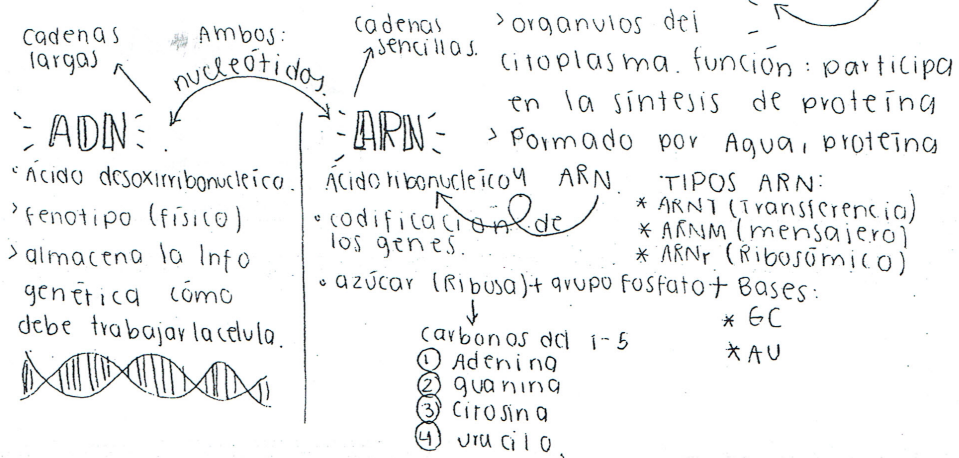 cadenas
largas
Ambos:
nucleótidos.
cadenas
sencillas.
> organulos del
citoplasma. función: participa
en la síntesis de proteína
> Formado por Agua, proteína
y ARN.
ADN
• Ácido desoxirribonucleico.
> fenotipo (físico)
> almacena la Info
genética cómo
debe trabajar la celula.
ARN
Ácido ribonucleico
• codificación de
los genes.
• azúcar (Ribosa) + grupo fosfato + Bases:
* GC
* AU
carbonos del 1-5
① Adenina
② guanina
③ citosina
④ uracilo.
TIPOS ARN:
* ARNT (Transferencia)
* ARNM (mensajero)
* ARNr (Ribosómico)